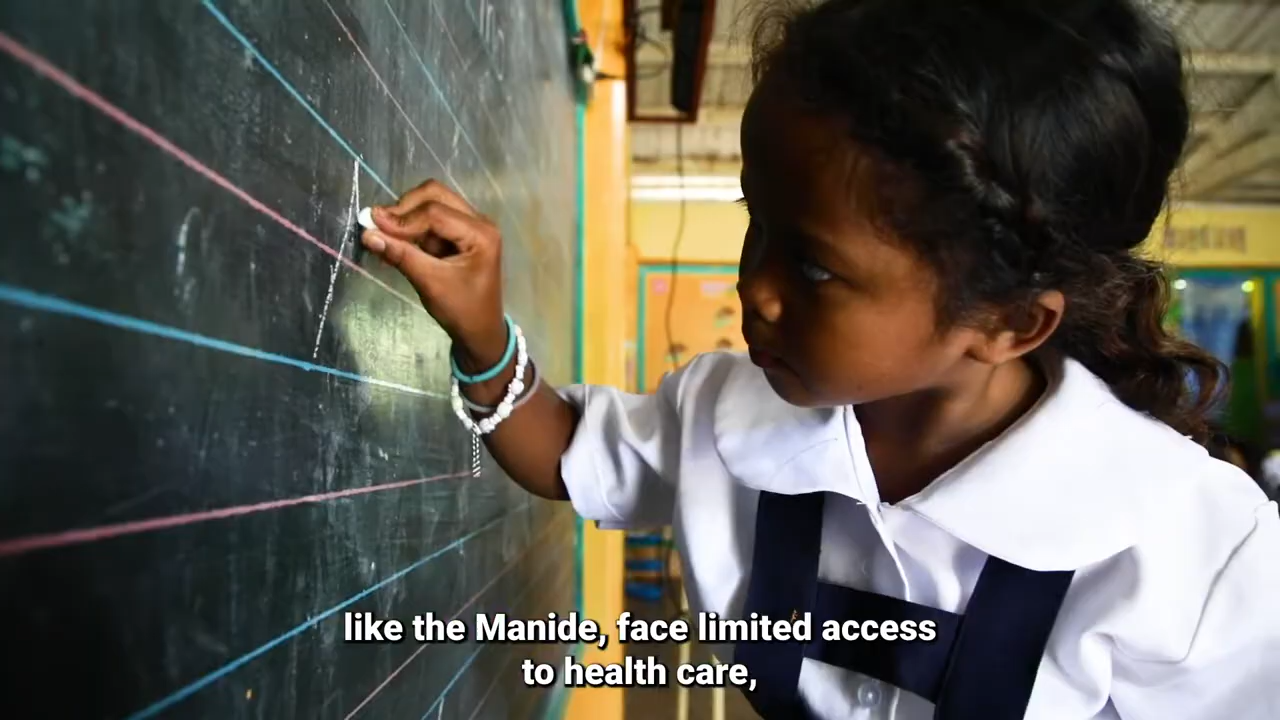 like the Manide, face limited access
to health care,